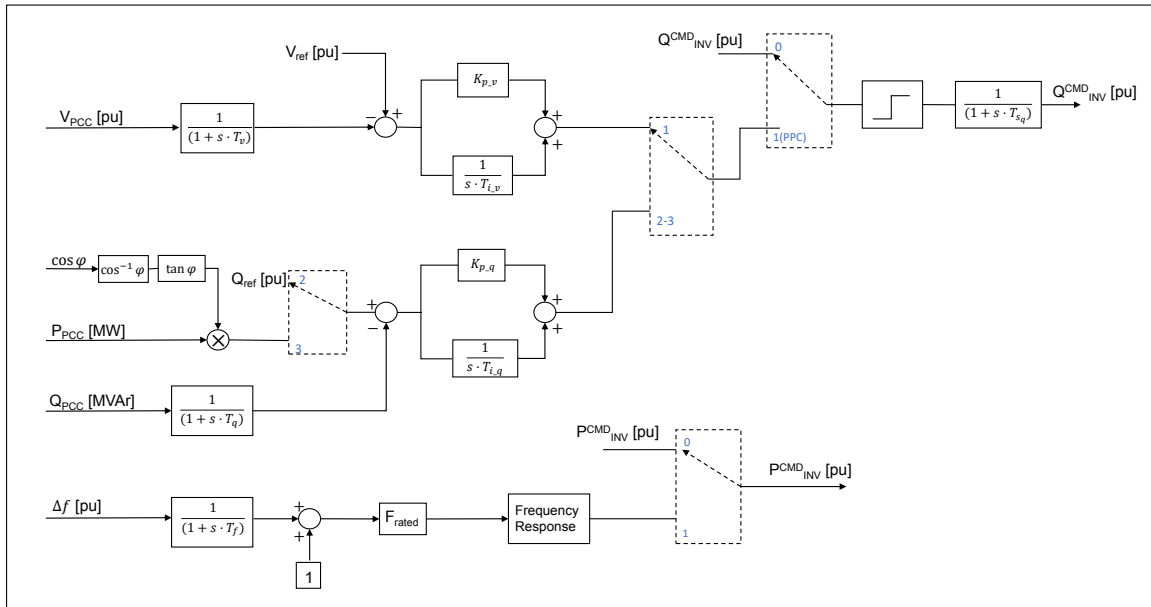 V_ref [pu]
Q^CMD_INV [pu]
0
K_p_v
V_PCC [pu]
1
(1 + s · T_v)
−
+
+
+
1
s · T_i_v
1
2-3
1(PPC)
1
(1 + s · T_sq)
Q^CMD_INV [pu]
cos φ
cos⁻¹ φ
tan φ
Q_ref [pu]
2
3
P_PCC [MW]
×
+
−
K_p_q
+
+
1
s · T_i_q
Q_PCC [MVAr]
1
(1 + s · T_q)
P^CMD_INV [pu]
0
1
P^CMD_INV [pu]
Δf [pu]
1
(1 + s · T_f)
+
+
1
F_rated
Frequency
Response